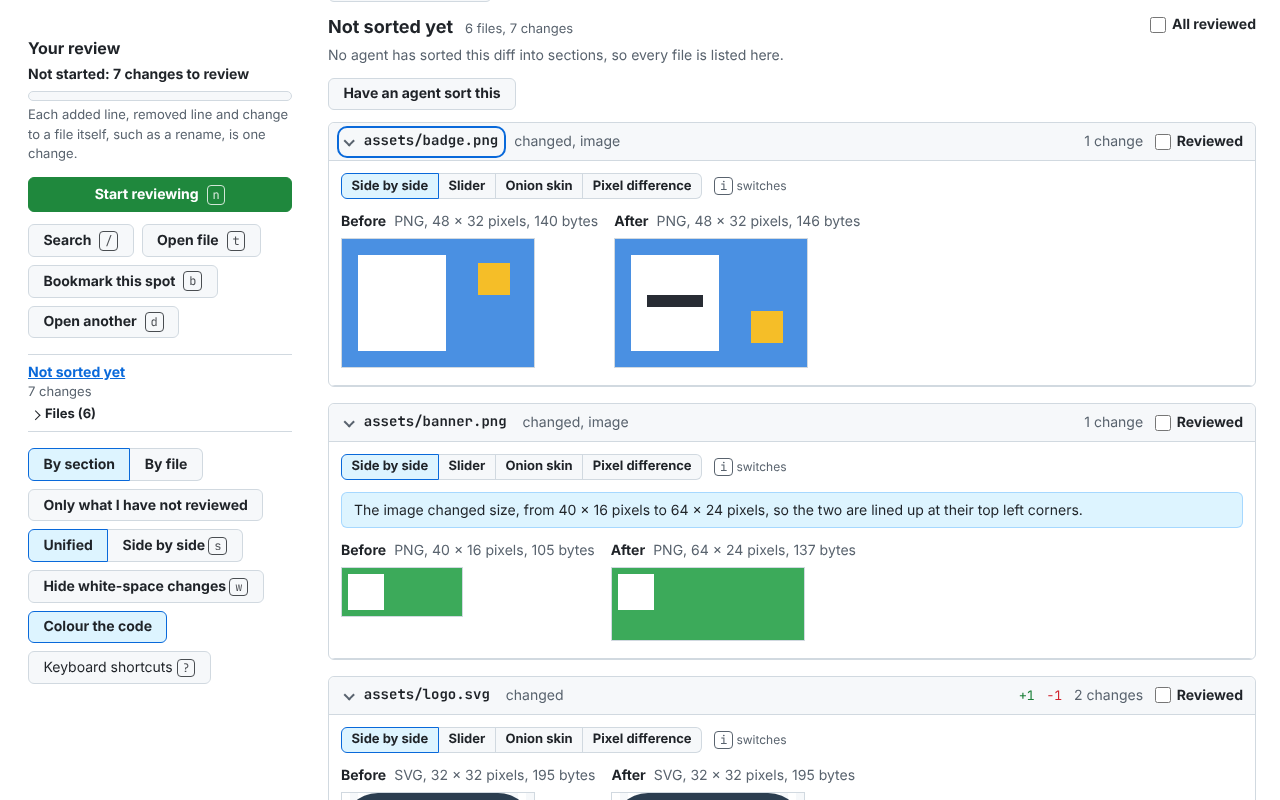 Your review
Not started: 7 changes to review
Each added line, removed line and change
to a file itself, such as a rename, is one
change.
Start reviewing n
Search / Open file t
Bookmark this spot b
Open another d
Not sorted yet
7 changes
Files (6)
By section By file
Only what I have not reviewed
Unified Side by side s
Hide white-space changes w
Colour the code
Keyboard shortcuts ?
Not sorted yet 6 files, 7 changes All reviewed
No agent has sorted this diff into sections, so every file is listed here.
Have an agent sort this
assets/badge.png changed, image 1 change Reviewed
Side by side Slider Onion skin Pixel difference i switches
Before PNG, 48 × 32 pixels, 140 bytes After PNG, 48 × 32 pixels, 146 bytes
assets/banner.png changed, image 1 change Reviewed
Side by side Slider Onion skin Pixel difference i switches
The image changed size, from 40 × 16 pixels to 64 × 24 pixels, so the two are lined up at their top left corners.
Before PNG, 40 × 16 pixels, 105 bytes After PNG, 64 × 24 pixels, 137 bytes
assets/logo.svg changed +1 -1 2 changes Reviewed
Side by side Slider Onion skin Pixel difference i switches
Before SVG, 32 × 32 pixels, 195 bytes After SVG, 32 × 32 pixels, 195 bytes